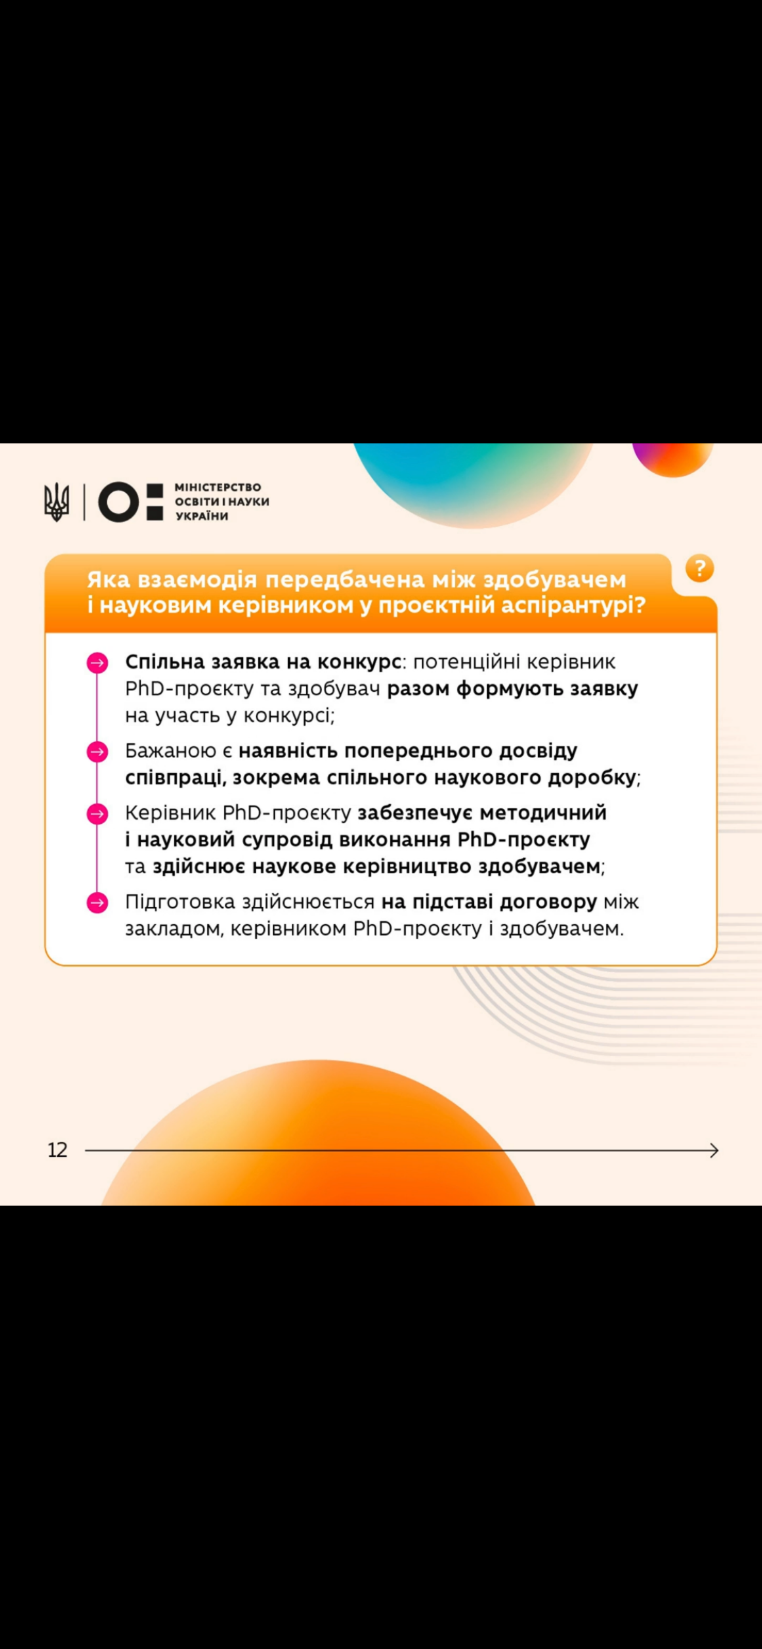 МІНІСТЕРСТВО
ОСВІТИ І НАУКИ
УКРАЇНИ
?
Яка взаємодія передбачена між здобувачем
і науковим керівником у проєктній аспірантурі?
Спільна заявка на конкурс: потенційні керівник
PhD-проєкту та здобувач разом формують заявку
на участь у конкурсі;
Бажаною є наявність попереднього досвіду
співпраці, зокрема спільного наукового доробку;
Керівник PhD-проєкту забезпечує методичний
і науковий супровід виконання PhD-проєкту
та здійснює наукове керівництво здобувачем;
Підготовка здійснюється на підставі договору між
закладом, керівником PhD-проєкту і здобувачем.
12